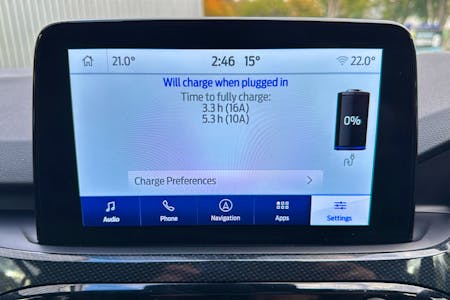 21.0° 2:46 15° 22.0°
Will charge when plugged in
Time to fully charge:
3.3 h (16A)
5.3 h (10A)
0%
Charge Preferences
Audio Phone Navigation Apps Settings